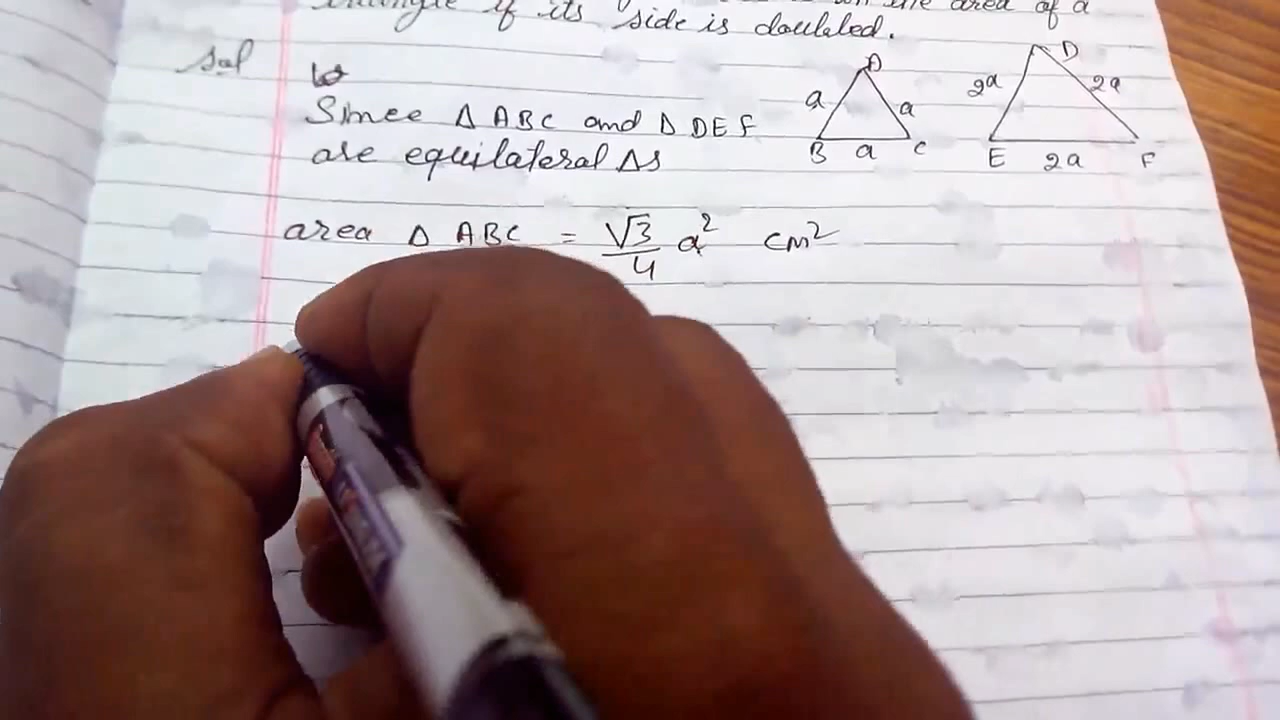 triangle if its side is doubled.
Sol
Since Δ ABC and Δ DEF
are equilateral Δs
area Δ ABC = √3/4 a² cm²
A
a a
B a C
D
2a 2a
E 2a F